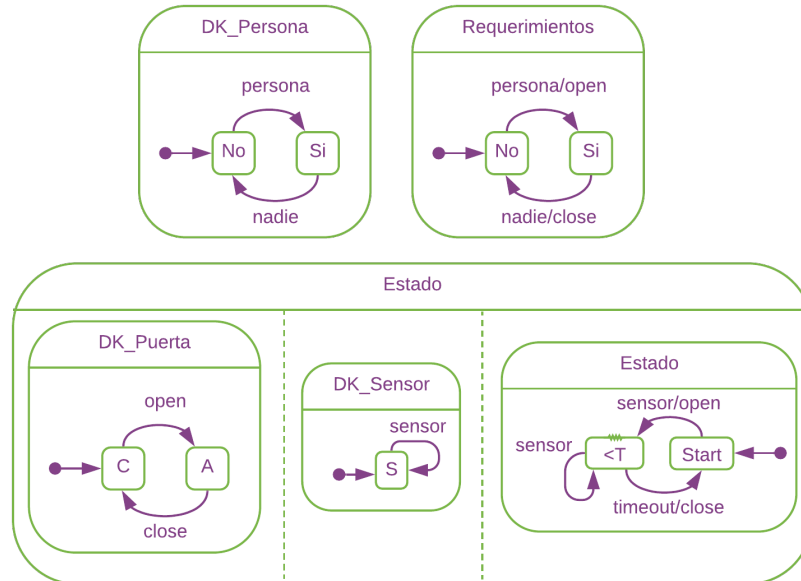 DK_Persona
persona
No
Si
nadie
Requerimientos
persona/open
No
Si
nadie/close
Estado
DK_Puerta
open
C
A
close
DK_Sensor
sensor
S
Estado
sensor/open
sensor
<T
Start
timeout/close